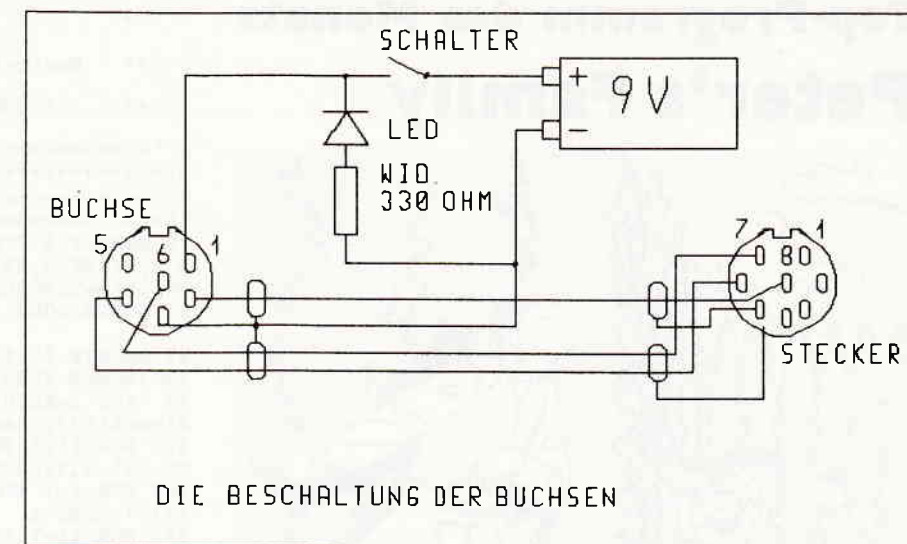 SCHALTER
+
9V
−
LED
WID.
330 OHM
BUCHSE
5 6 1
7 8 1
STECKER
DIE BESCHALTUNG DER BUCHSEN